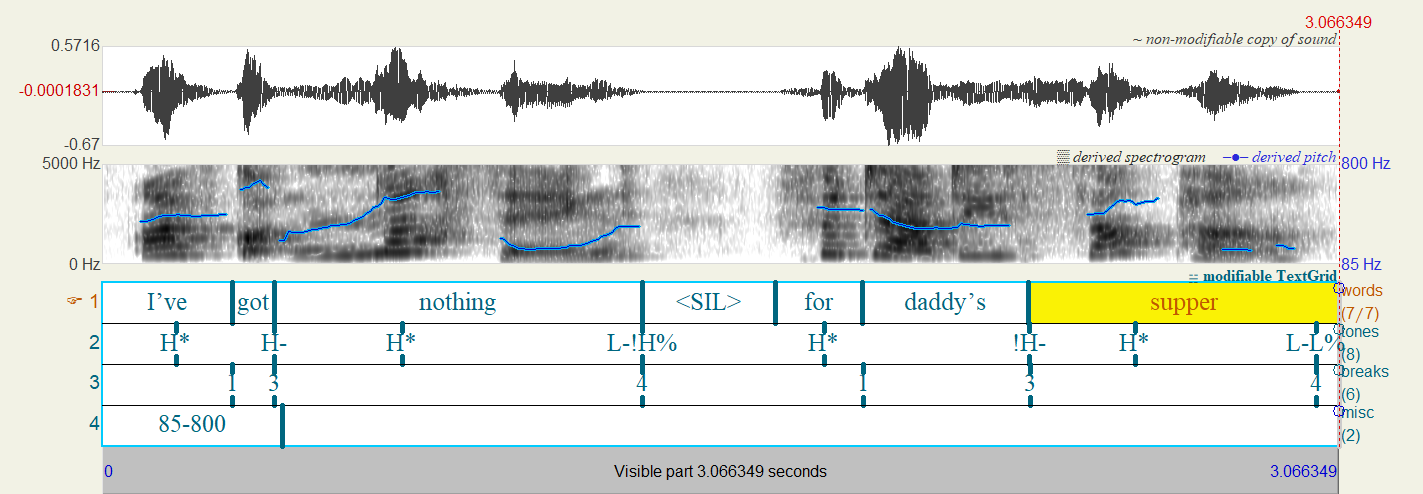 3.066349
0.5716
~ non-modifiable copy of sound
-0.0001831
-0.67
5000 Hz
derived spectrogram
derived pitch
800 Hz
0 Hz
85 Hz
modifiable TextGrid
1 I’ve got nothing <SIL> for daddy’s supper
words
(7/7)
2 H* H- H* L-!H% H* !H- H* L-L%
tones
(8)
3 1 3 4 1 3 4
breaks
(6)
4 85-800
misc
(2)
0 Visible part 3.066349 seconds 3.066349